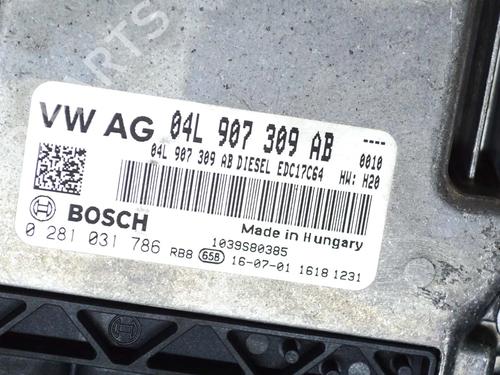 VW AG 04L 907 309 AB ----
04L 907 309 AB DIESEL EDC17C64 0010
HW: H20
BOSCH
Made in Hungary
1039S80385
0 281 031 786 RB8 658 16-07-01 1618 1231